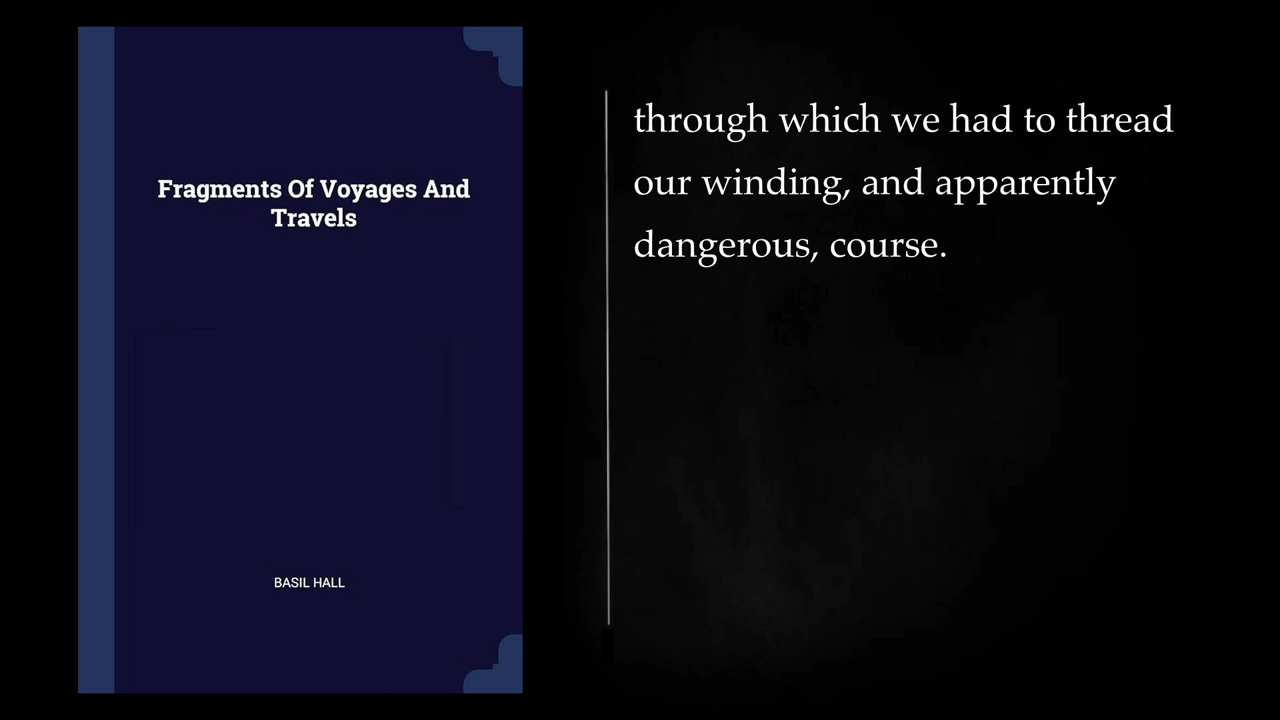 Fragments Of Voyages And
Travels
BASIL HALL
through which we had to thread
our winding, and apparently
dangerous, course.